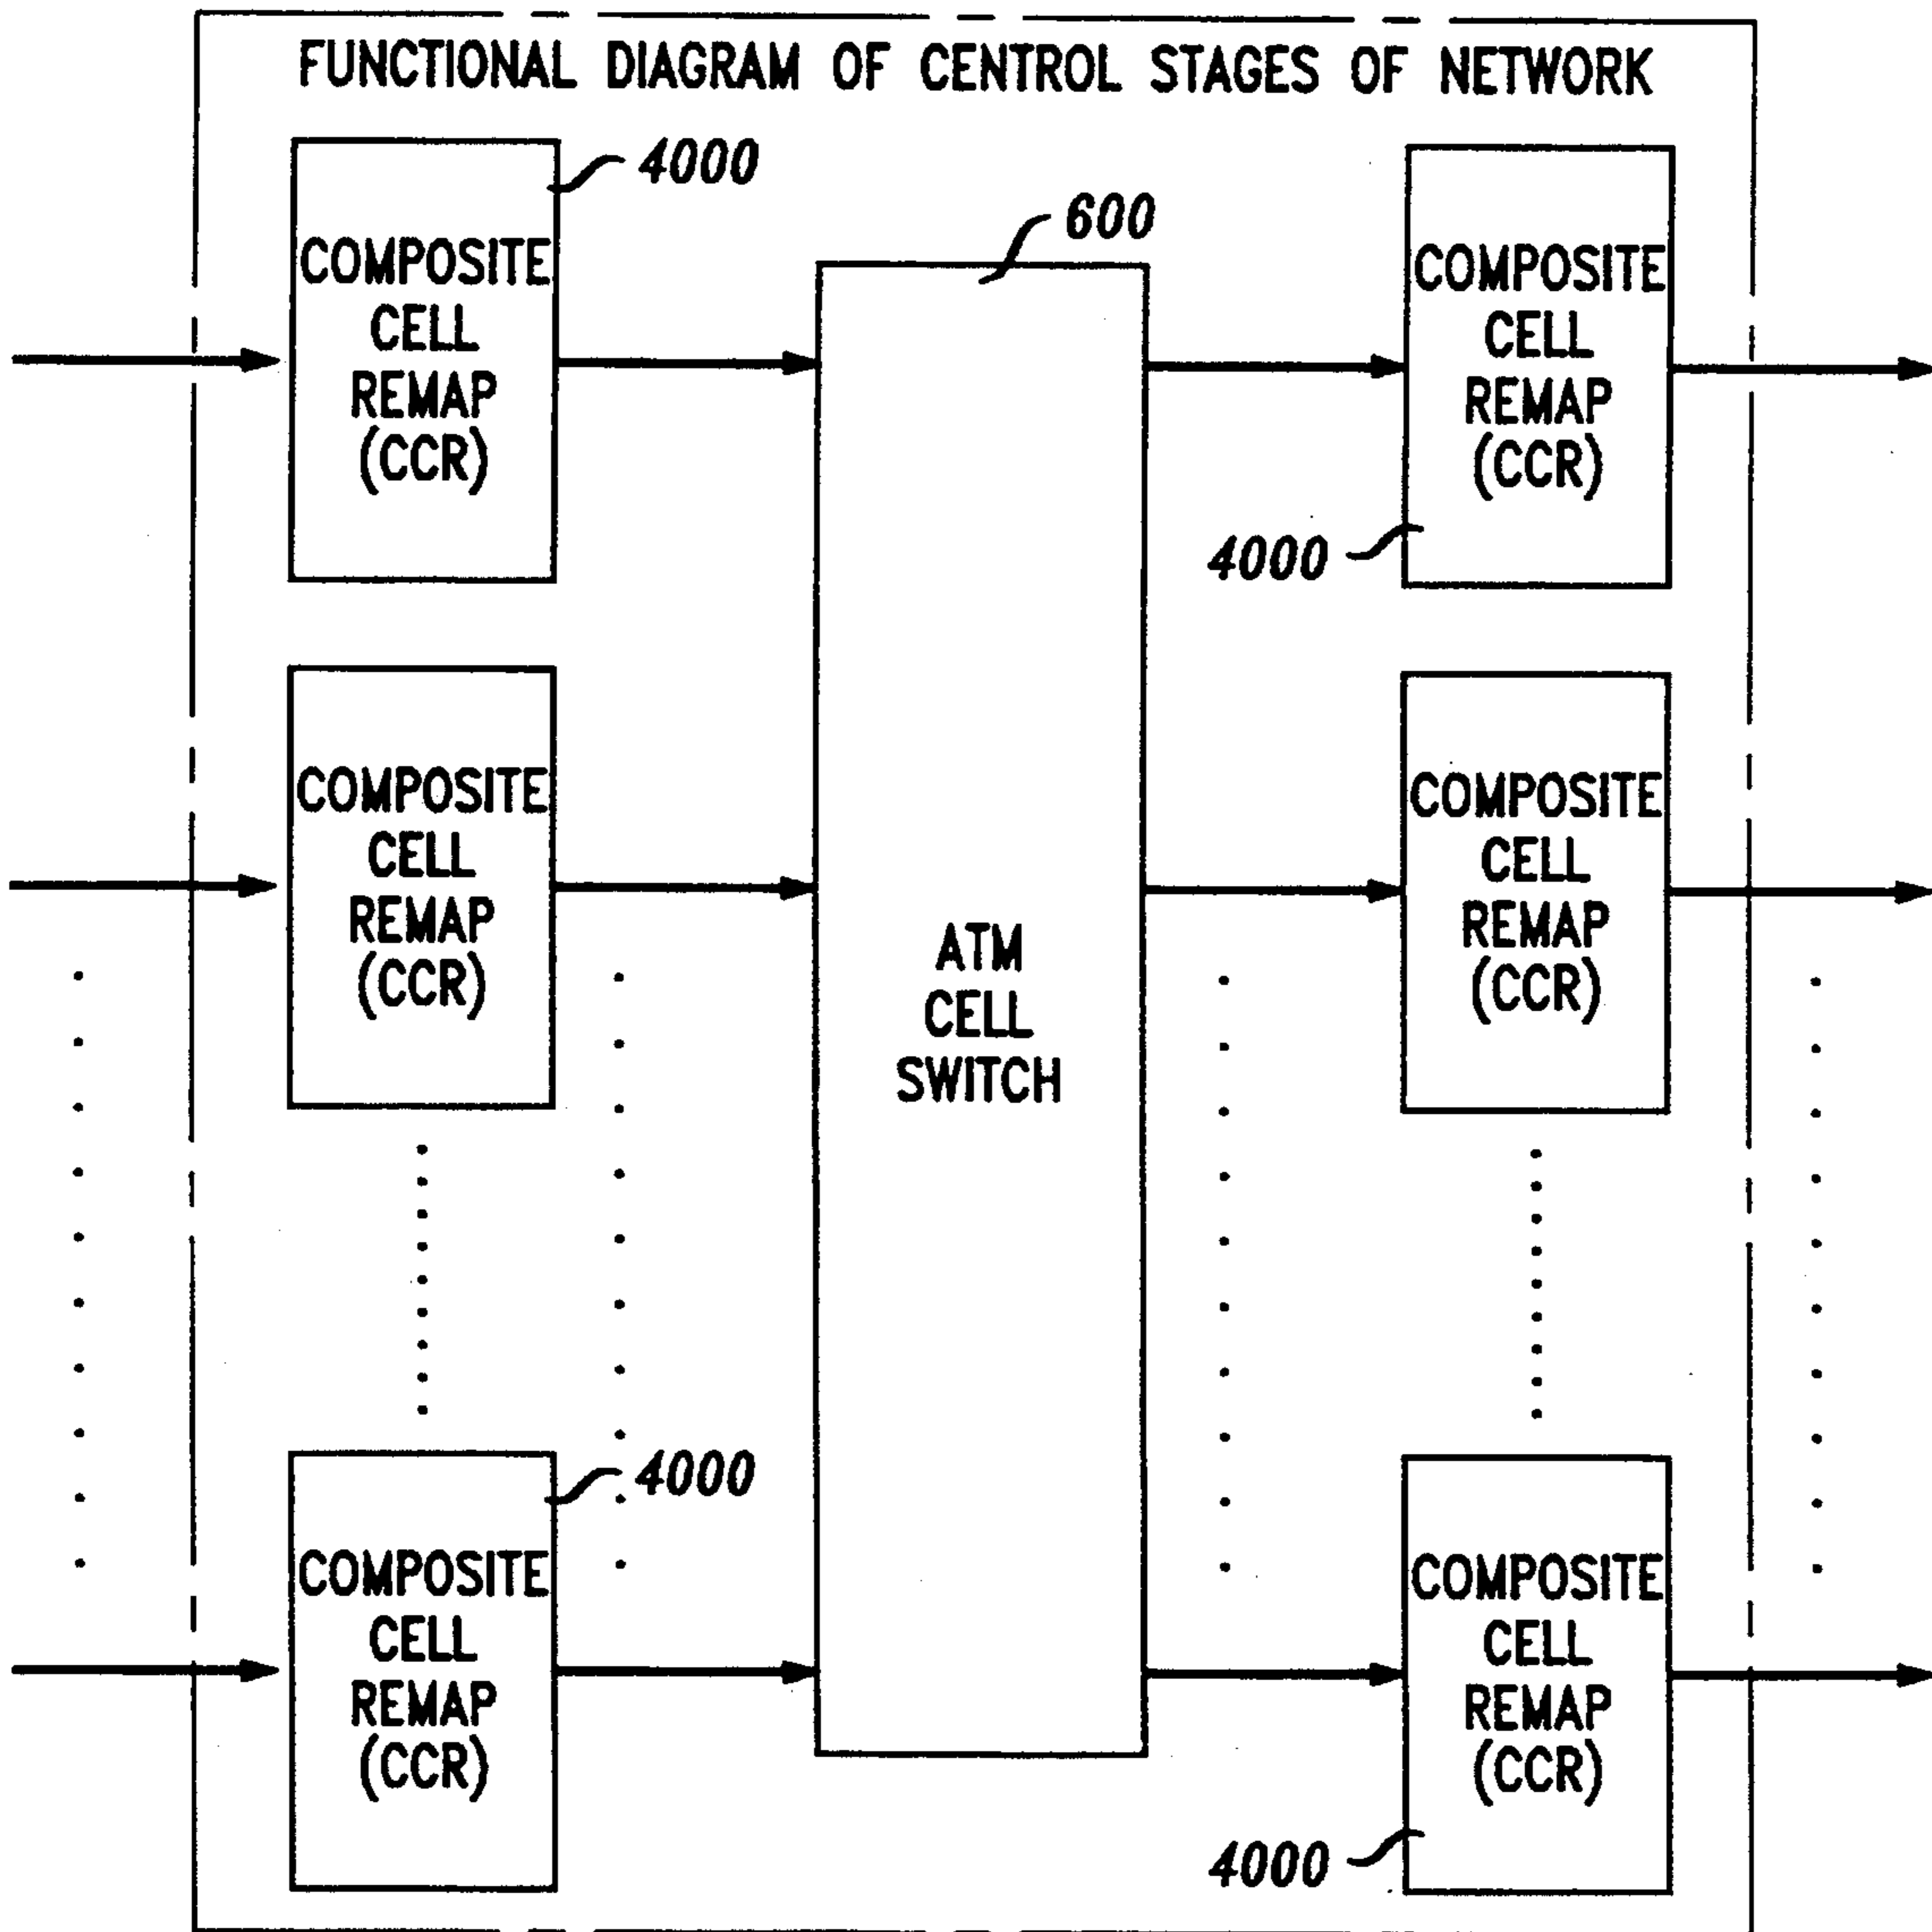 FUNCTIONAL DIAGRAM OF CENTRAL STAGES OF NETWORK
4000
COMPOSITE
CELL
REMAP
(CCR)
600
COMPOSITE
CELL
REMAP
(CCR)
4000
COMPOSITE
CELL
REMAP
(CCR)
ATM
CELL
SWITCH
COMPOSITE
CELL
REMAP
(CCR)
4000
COMPOSITE
CELL
REMAP
(CCR)
COMPOSITE
CELL
REMAP
(CCR)
4000